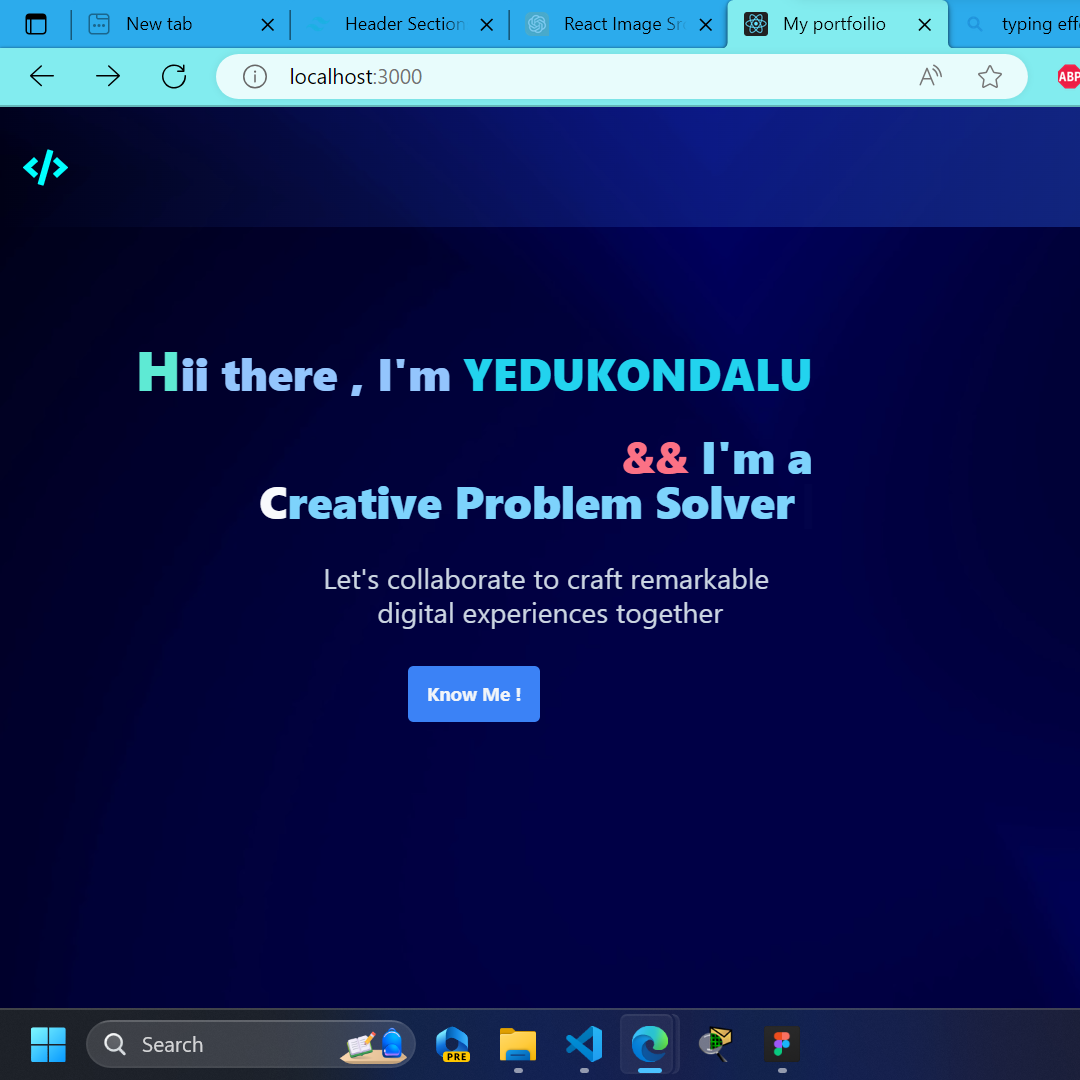 New tab
Header Section
React Image Sr
My portfoilio
typing eff
localhost:3000
ABP
</>
Hii there , I'm YEDUKONDALU
&& I'm a
Creative Problem Solver
Let's collaborate to craft remarkable
digital experiences together
Know Me !
Search
PRE